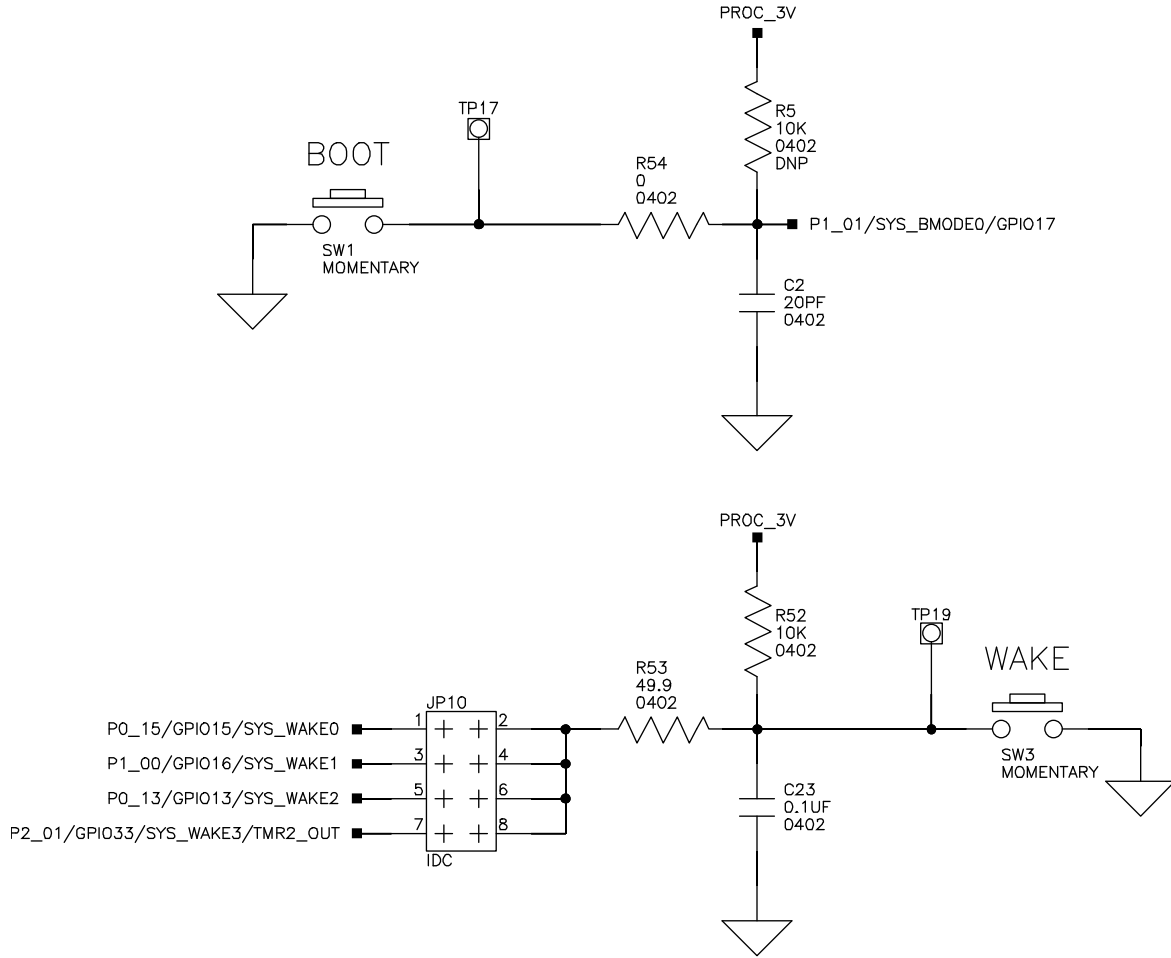 PROC_3V
TP17
R5
10K
0402
DNP
BOOT
R54
0
0402
P1_01/SYS_BMODE0/GPIO17
SW1
MOMENTARY
C2
20PF
0402
PROC_3V
R52
10K
0402
TP19
WAKE
R53
49.9
0402
JP10
P0_15/GPIO15/SYS_WAKE0
1
2
P1_00/GPIO16/SYS_WAKE1
3
4
P0_13/GPIO13/SYS_WAKE2
5
6
P2_01/GPIO33/SYS_WAKE3/TMR2_OUT
7
8
IDC
SW3
MOMENTARY
C23
0.1UF
0402